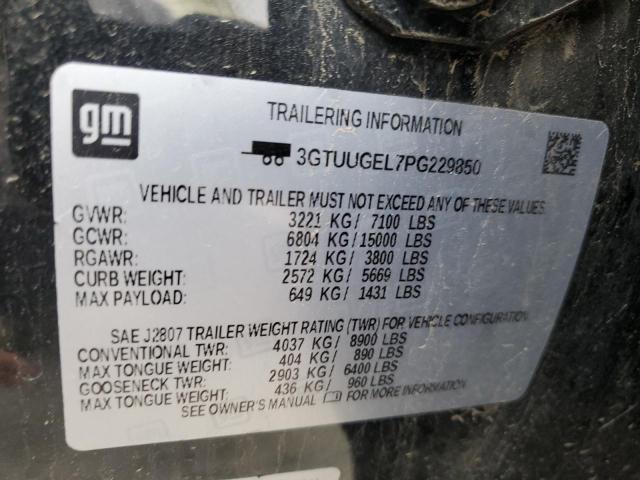 gm
TRAILERING INFORMATION
3GTUUGEL7PG229850
VEHICLE AND TRAILER MUST NOT EXCEED ANY OF THESE VALUES
GVWR: 3221 KG/ 7100 LBS
GCWR: 6804 KG/15000 LBS
RGAWR: 1724 KG/ 3800 LBS
CURB WEIGHT: 2572 KG/ 5669 LBS
MAX PAYLOAD: 649 KG/ 1431 LBS
SAE J2807 TRAILER WEIGHT RATING (TWR) FOR VEHICLE CONFIGURATION
CONVENTIONAL TWR: 4037 KG/ 8900 LBS
MAX TONGUE WEIGHT: 404 KG/ 890 LBS
GOOSENECK TWR: 2903 KG/ 6400 LBS
MAX TONGUE WEIGHT: 436 KG/ 960 LBS
SEE OWNER'S MANUAL FOR MORE INFORMATION